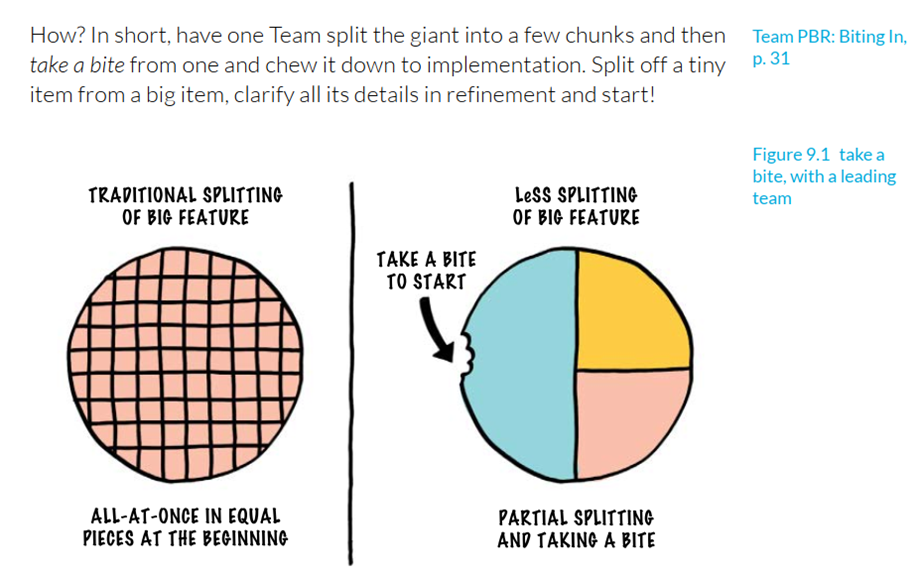 How? In short, have one Team split the giant into a few chunks and then
take a bite from one and chew it down to implementation. Split off a tiny
item from a big item, clarify all its details in refinement and start!
Team PBR: Biting In,
p. 31
Figure 9.1 take a
bite, with a leading
team
TRADITIONAL SPLITTING
OF BIG FEATURE
LeSS SPLITTING
OF BIG FEATURE
TAKE A BITE
TO START
ALL-AT-ONCE IN EQUAL
PIECES AT THE BEGINNING
PARTIAL SPLITTING
AND TAKING A BITE